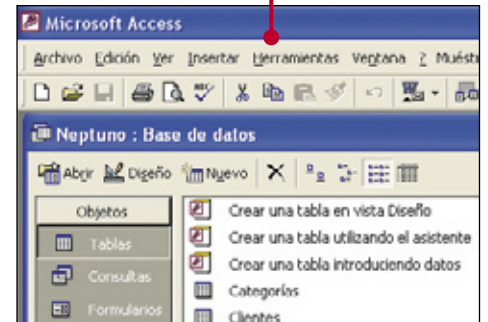 Microsoft Access
Archivo Edición Ver Insertar Herramientas Ventana ?
Neptuno : Base de datos
Abrir Diseño Nuevo
Objetos
Crear una tabla en vista Diseño
Tablas
Crear una tabla utilizando el asistente
Consultas
Crear una tabla introduciendo datos
Categorías
Formularios
Clientes